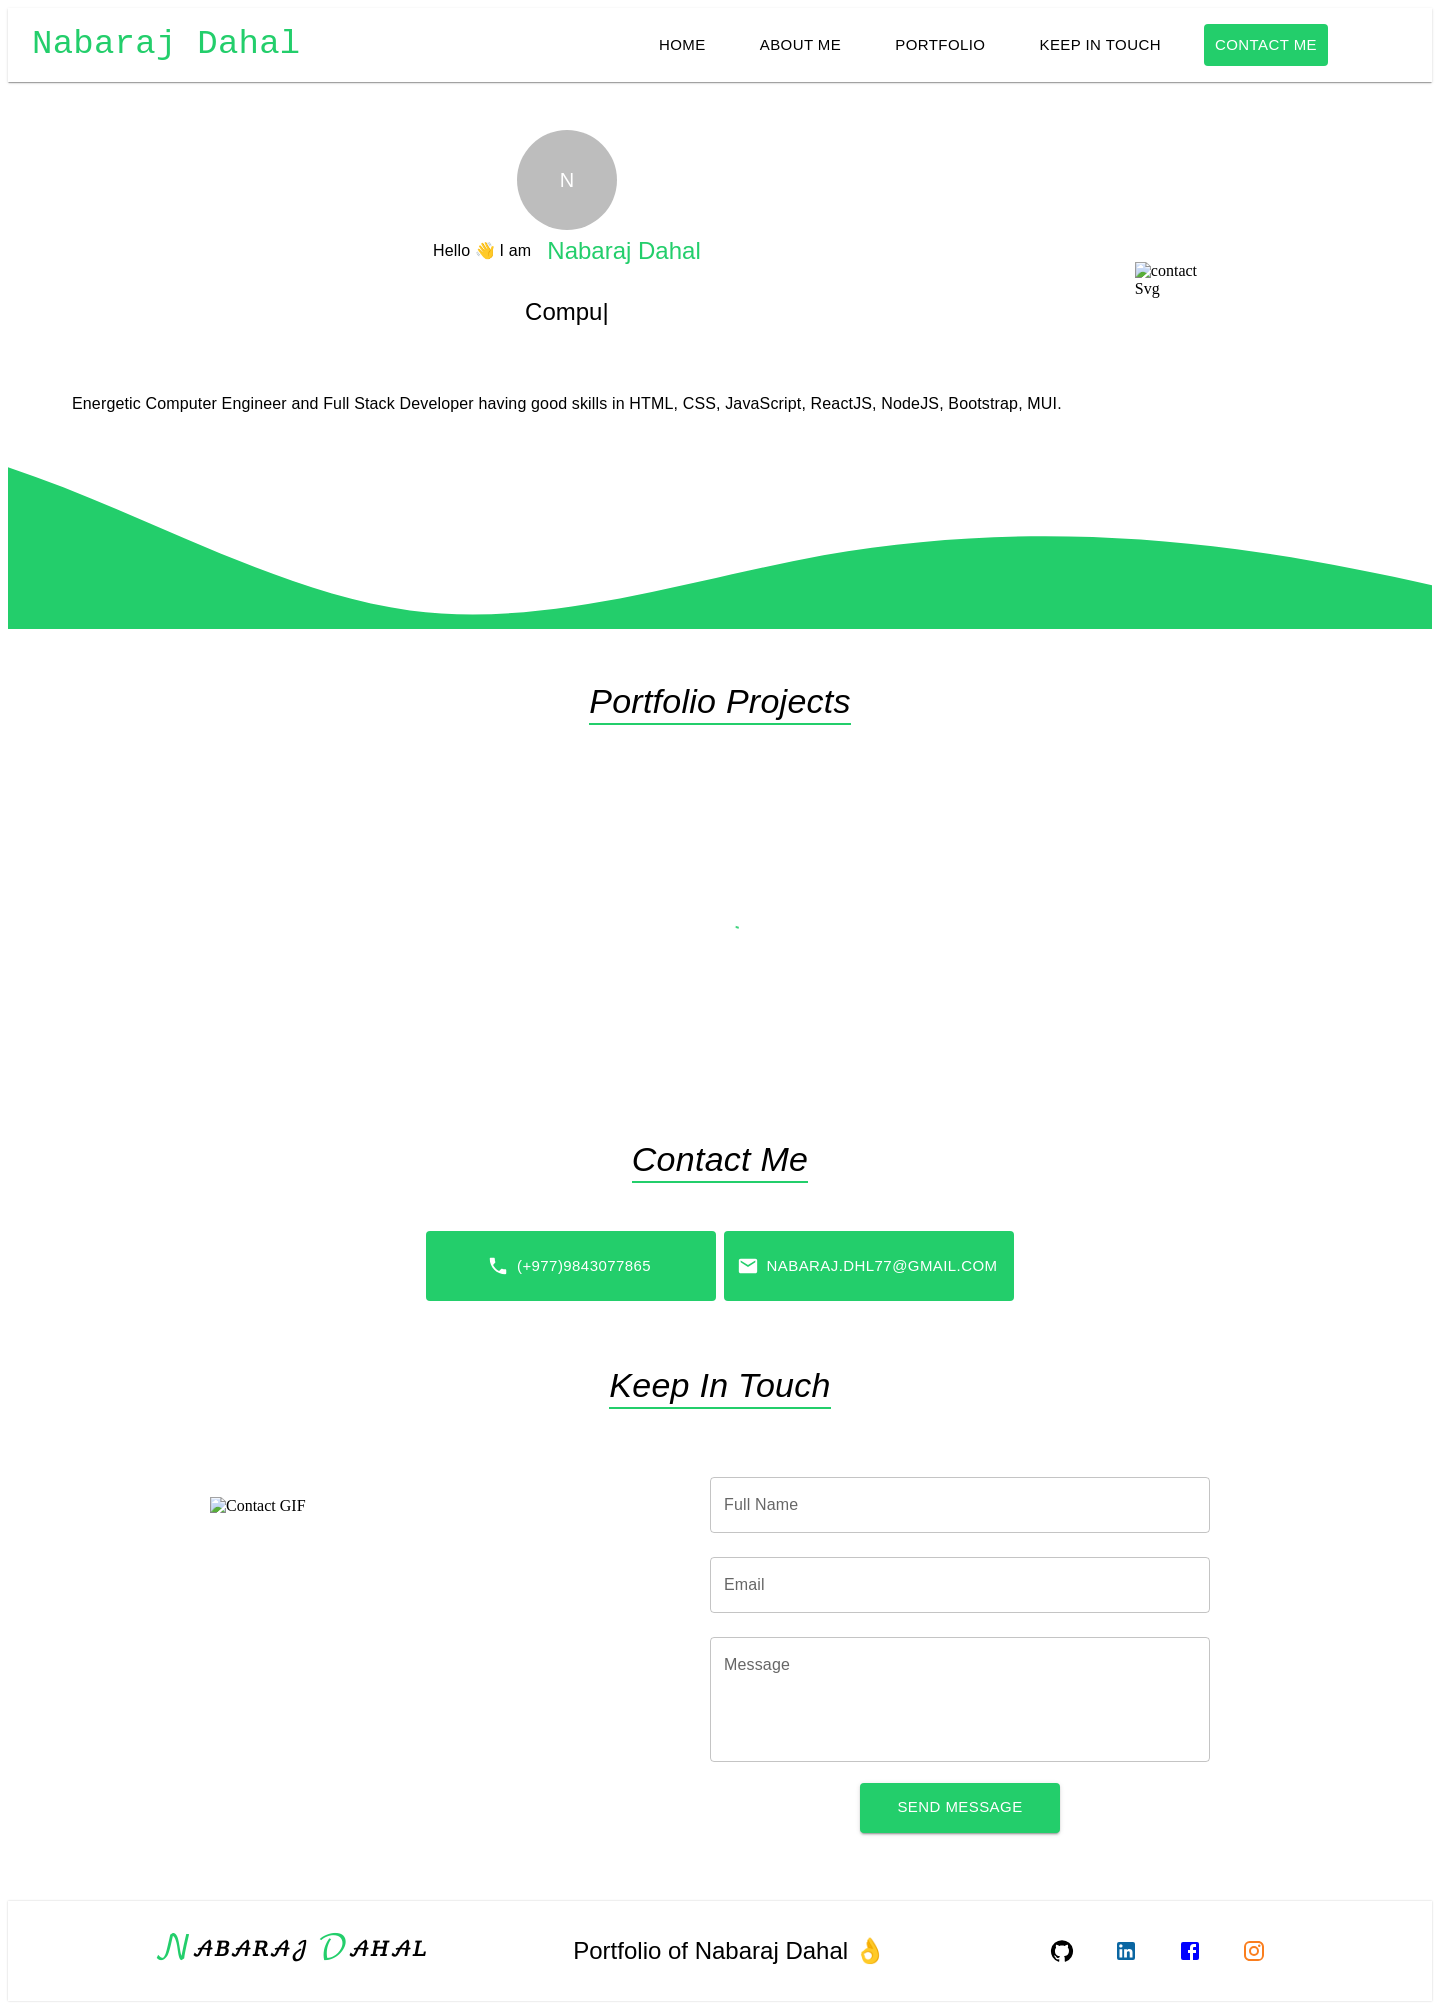 Nabaraj Dahal
HOME ABOUT ME PORTFOLIO KEEP IN TOUCH CONTACT ME
N
Hello 👋 I am Nabaraj Dahal
contact
Svg
Compu|
Energetic Computer Engineer and Full Stack Developer having good skills in HTML, CSS, JavaScript, ReactJS, NodeJS, Bootstrap, MUI.
Portfolio Projects
Contact Me
(+977)9843077865
NABARAJ.DHL77@GMAIL.COM
Keep In Touch
Contact GIF
Full Name
Email
Message
SEND MESSAGE
Nabaraj Dahal
Portfolio of Nabaraj Dahal 👌